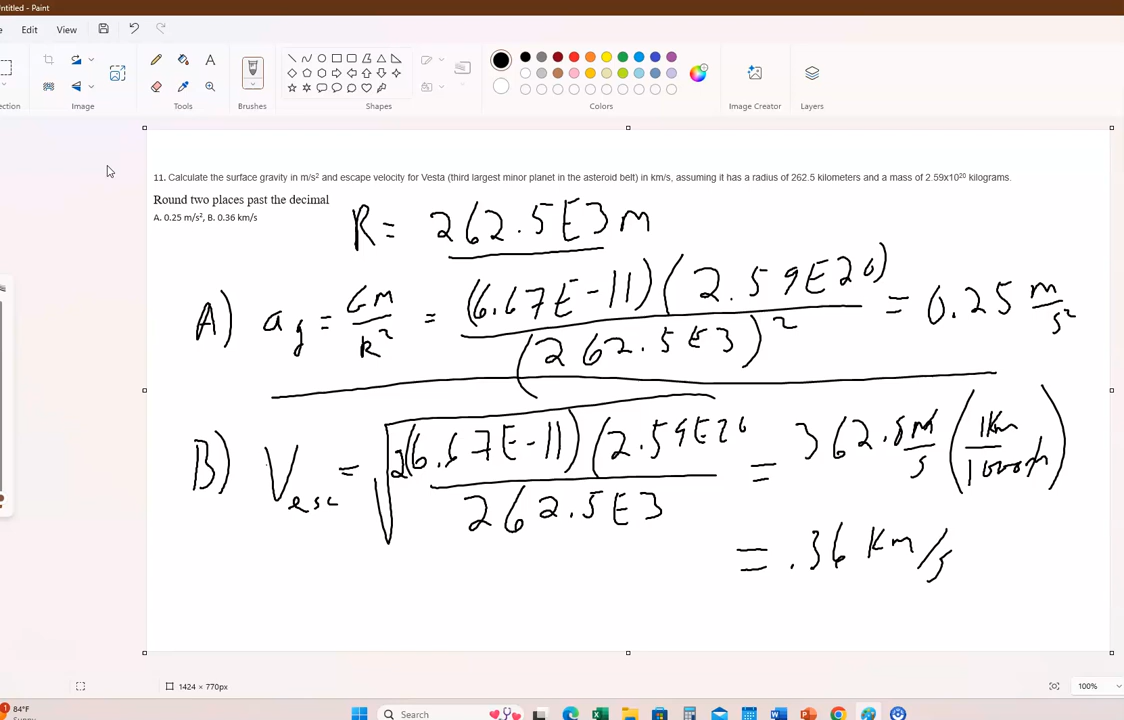 ntitled - Paint
Edit View
Image Tools Brushes Shapes Colors Image Creator Layers
11. Calculate the surface gravity in m/s² and escape velocity for Vesta (third largest minor planet in the asteroid belt) in km/s, assuming it has a radius of 262.5 kilometers and a mass of 2.59x10²⁰ kilograms.
Round two places past the decimal
A. 0.25 m/s², B. 0.36 km/s
R = 262.5E3 m
A) a_g = GM/R² = (6.67E-11)(2.59E20)/(262.5E3)² = 0.25 m/s²
B) V_esc = √(2(6.67E-11)(2.59E20/262.5E3) = 362.8 m/s (1 km/1000 m)
= .36 km/s
1424 × 770px 100%
84°F
Sunny
Search